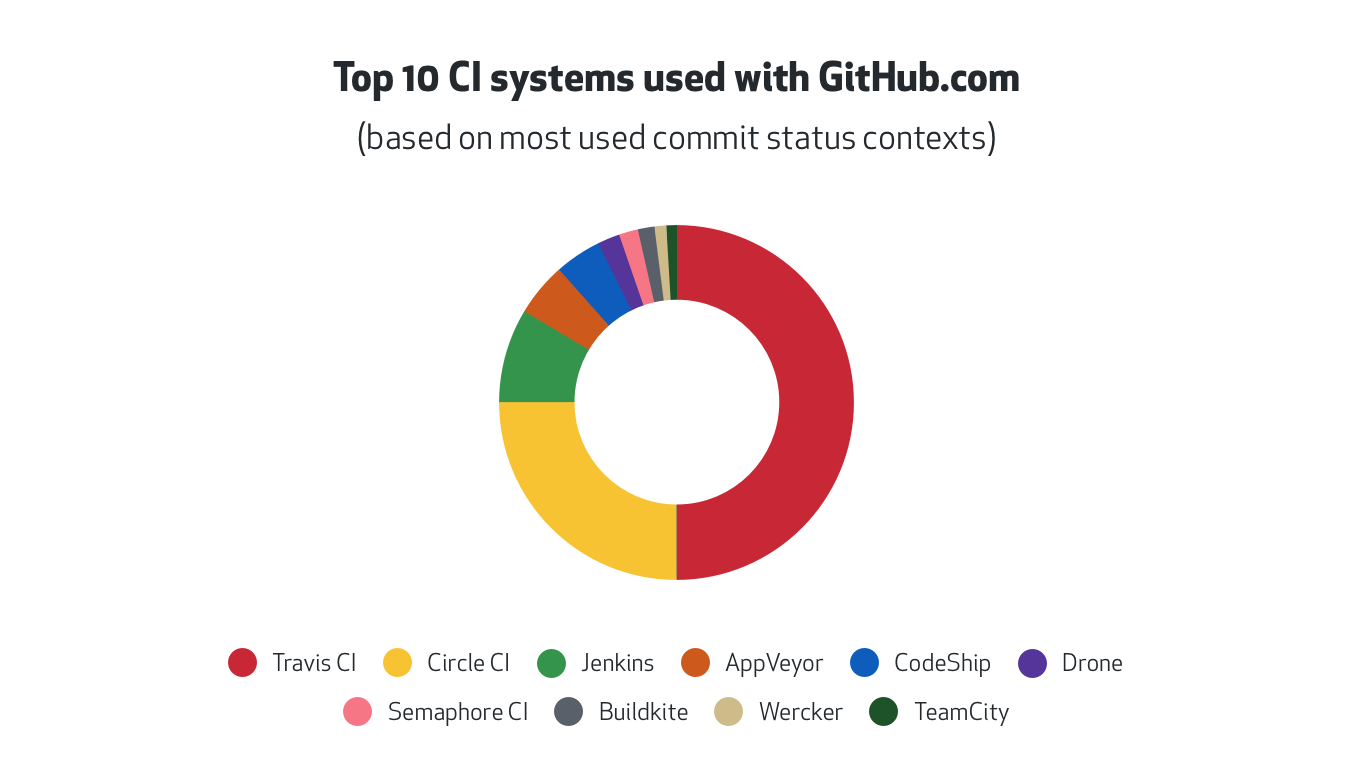 Top 10 CI systems used with GitHub.com
(based on most used commit status contexts)
Travis CI Circle CI Jenkins AppVeyor CodeShip Drone
Semaphore CI Buildkite Wercker TeamCity